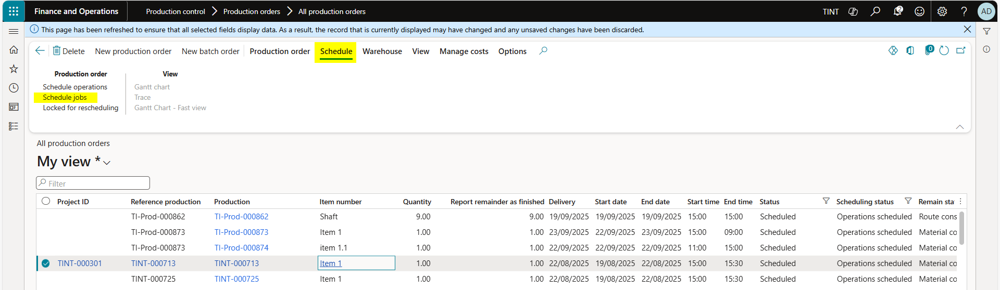 Finance and Operations Production control Production orders All production orders TINT 2 AD
This page has been refreshed to ensure that all selected fields display data. As a result, the record that is currently displayed may have changed and any unsaved changes have been discarded.
Delete New production order New batch order Production order Schedule Warehouse View Manage costs Options 0
Production order View
Schedule operations Gantt chart
Schedule jobs Trace
Locked for rescheduling Gantt Chart - Fast view
All production orders
My view *
Filter
Project ID Reference production Production Item number Quantity Report remainder as finished Delivery Start date End date Start time End time Status Scheduling status Remain sta
TI-Prod-000862 TI-Prod-000862 Shaft 9.00 9.00 19/09/2025 19/09/2025 19/09/2025 15:00 15:00 Scheduled Operations scheduled Route cons
TI-Prod-000873 TI-Prod-000873 Item 1 1.00 1.00 23/09/2025 22/09/2025 23/09/2025 15:00 09:00 Scheduled Operations scheduled Material co
TI-Prod-000873 TI-Prod-000874 item 1.1 1.00 1.00 22/09/2025 22/09/2025 22/09/2025 11:00 15:00 Scheduled Operations scheduled Material co
TINT-000301 TINT-000713 TINT-000713 Item 1 1.00 1.00 22/08/2025 19/08/2025 22/08/2025 15:00 15:30 Scheduled Operations scheduled Material co
TINT-000725 TINT-000725 Item 1 1.00 1.00 22/08/2025 19/08/2025 22/08/2025 15:00 15:30 Scheduled Operations scheduled Material co